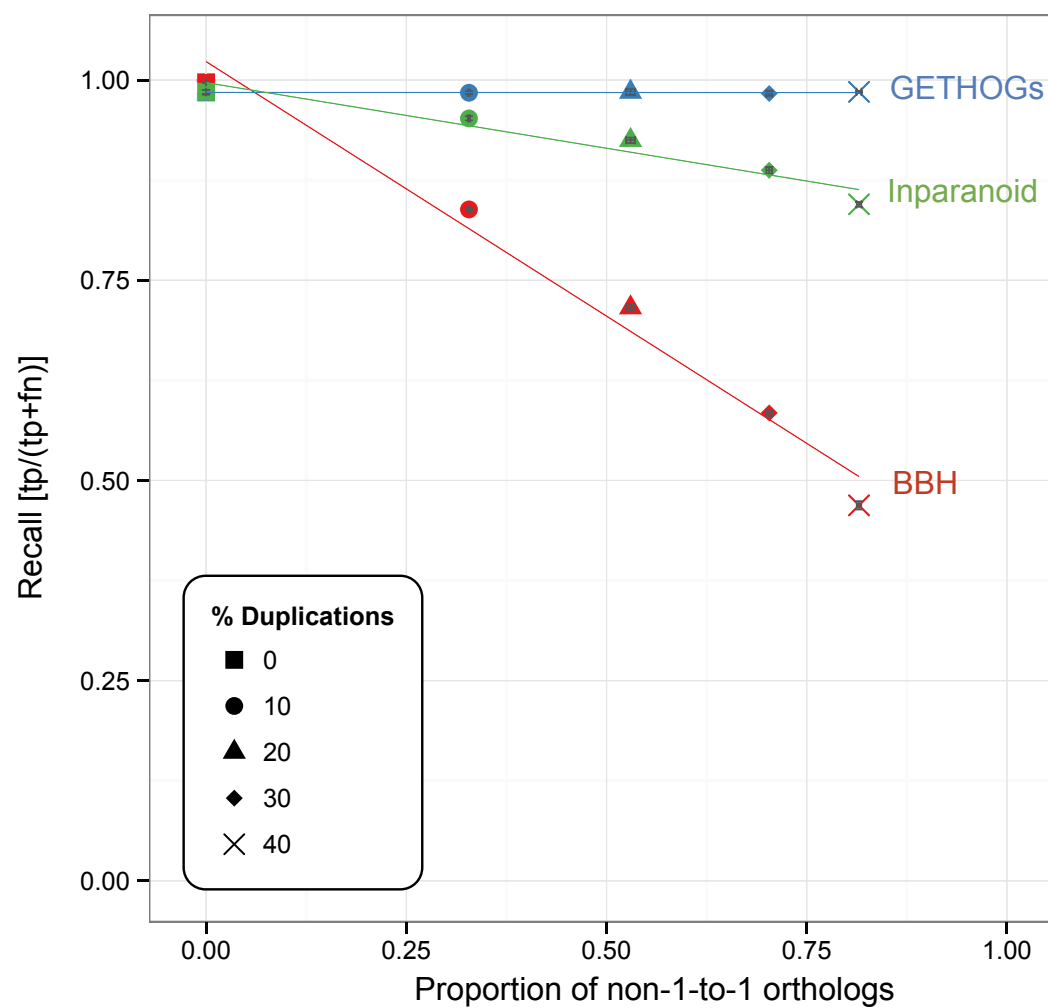 1.00
0.75
0.50
0.25
0.00
Recall [tp/(tp+fn)]
GETHOGs
Inparanoid
BBH
% Duplications
0
10
20
30
40
0.00 0.25 0.50 0.75 1.00
Proportion of non-1-to-1 orthologs